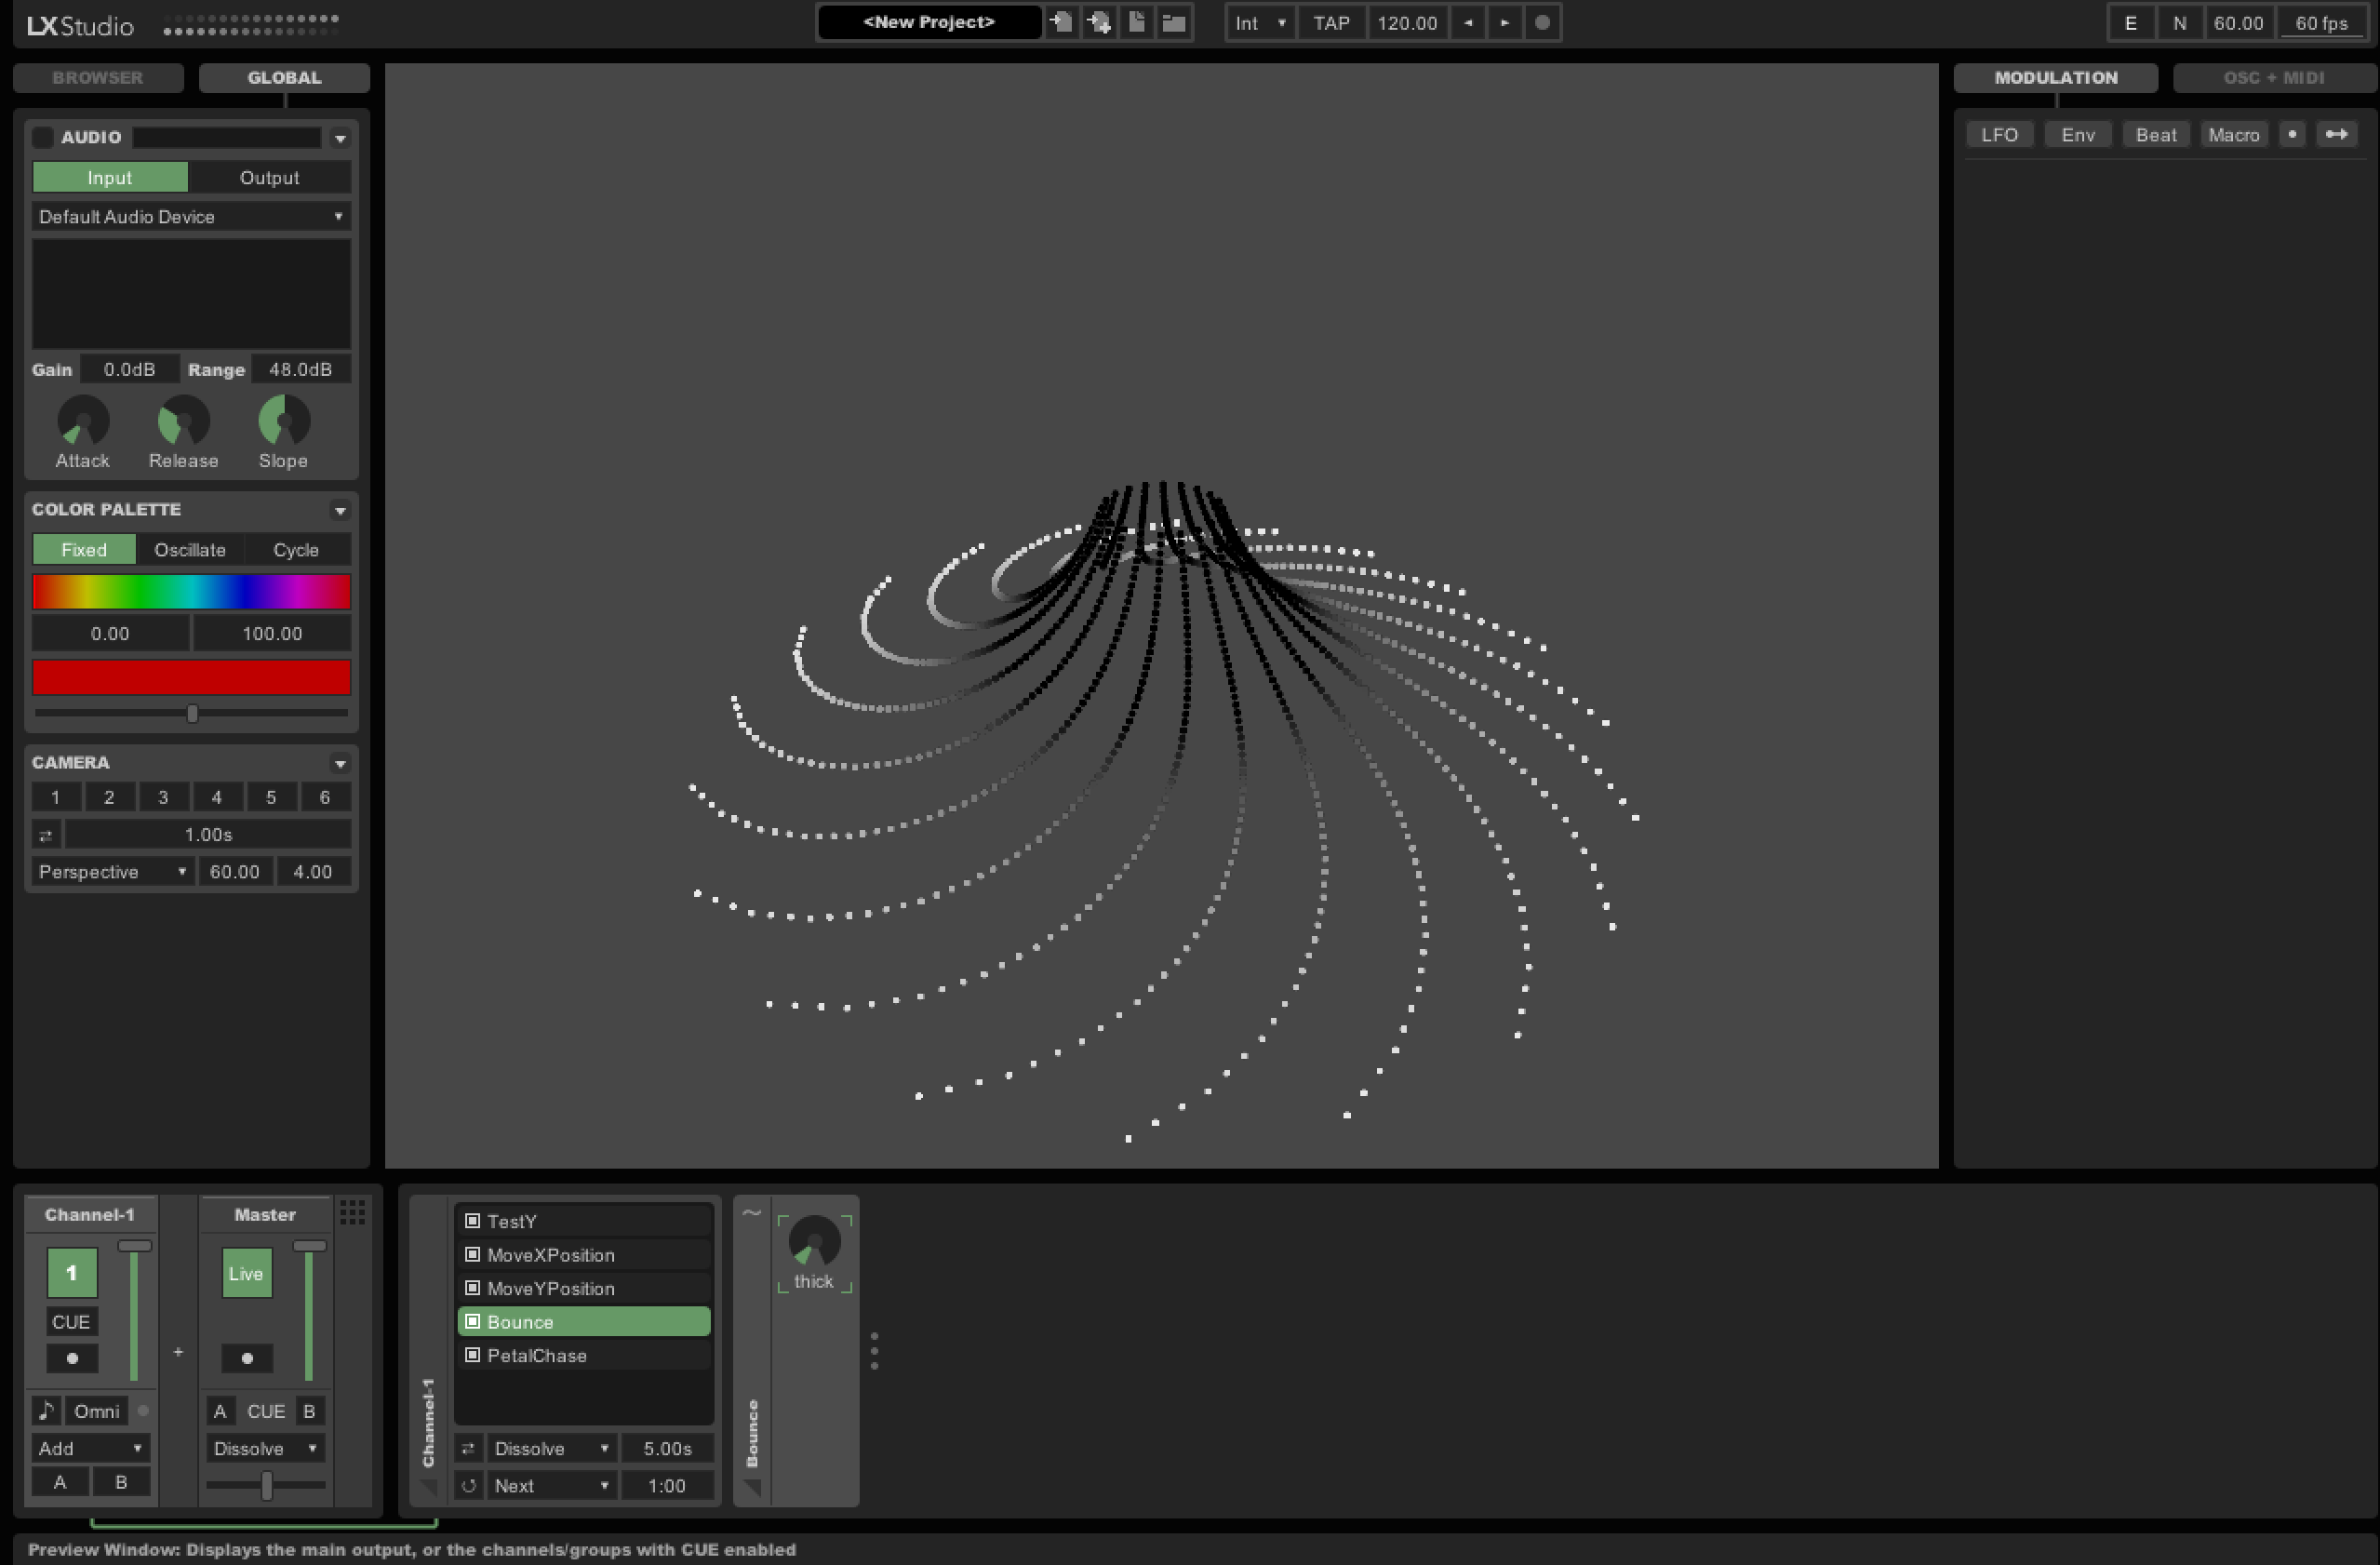 LXStudio
<New Project>
Int TAP 120.00
E N 60.00 60 fps
BROWSER GLOBAL
MODULATION OSC + MIDI
AUDIO
Input Output
Default Audio Device
Gain 0.0dB Range 48.0dB
Attack Release Slope
COLOR PALETTE
Fixed Oscillate Cycle
0.00 100.00
CAMERA
1 2 3 4 5 6
1.00s
Perspective 60.00 4.00
LFO Env Beat Macro
Channel-1 Master
1 Live
CUE
Omni A CUE B
Add Dissolve
A B
Channel-1
TestY
MoveXPosition
MoveYPosition
Bounce
PetalChase
Dissolve 5.00s
Next 1:00
Bounce
thick
Preview Window: Displays the main output, or the channels/groups with CUE enabled